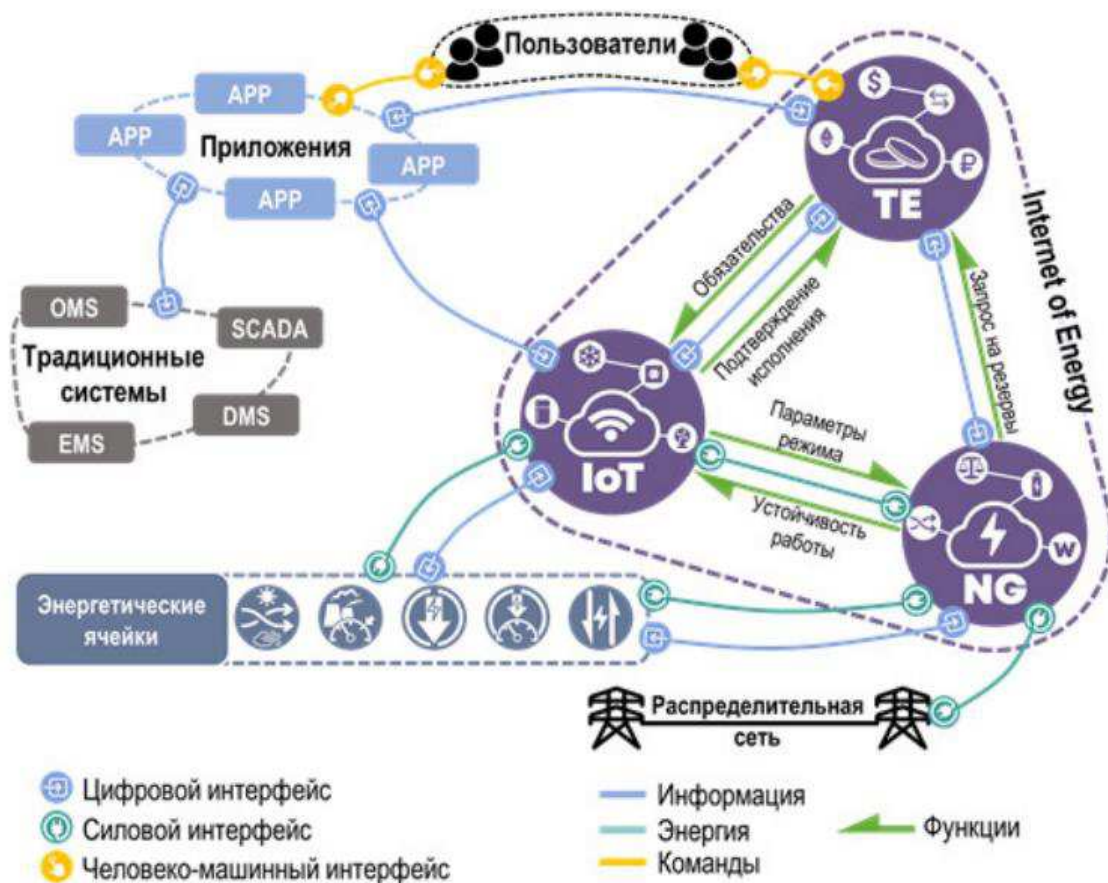 Пользователи
APP
APP
Приложения
APP
APP
TE
Internet of Energy
Обязательства
Подтверждение
исполнения
Запрос на резервы
OMS
SCADA
Традиционные
системы
DMS
EMS
IoT
Параметры
режима
Устойчивость
работы
W
NG
Энергетические
ячейки
Распределительная
сеть
Цифровой интерфейс
Силовой интерфейс
Человеко-машинный интерфейс
Информация
Энергия
Команды
Функции